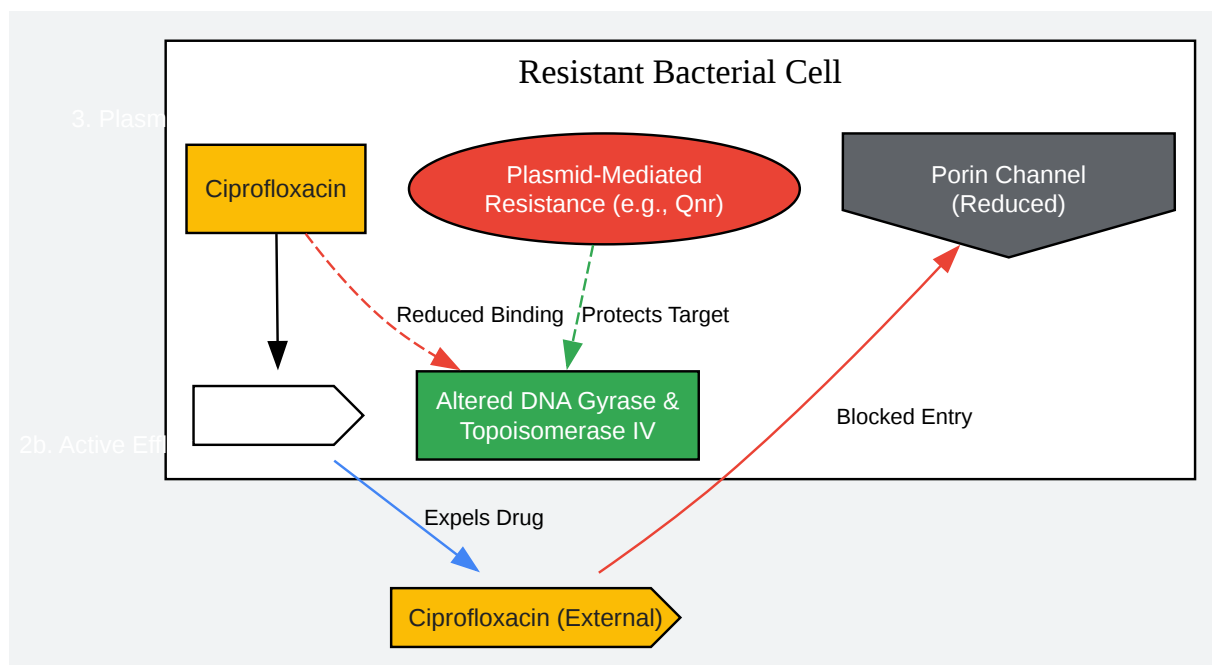 Resistant Bacterial Cell
3. Plasm
Ciprofloxacin
Plasmid-Mediated
Resistance (e.g., Qnr)
Porin Channel
(Reduced)
Reduced Binding
Protects Target
Altered DNA Gyrase &
Topoisomerase IV
Blocked Entry
2b. Active Effl
Expels Drug
Ciprofloxacin (External)